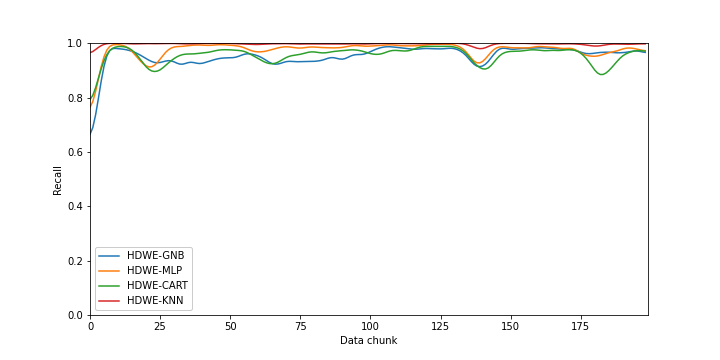 1.0
0.8
0.6
0.4
0.2
0.0
Recall
HDWE-GNB
HDWE-MLP
HDWE-CART
HDWE-KNN
0 25 50 75 100 125 150 175
Data chunk